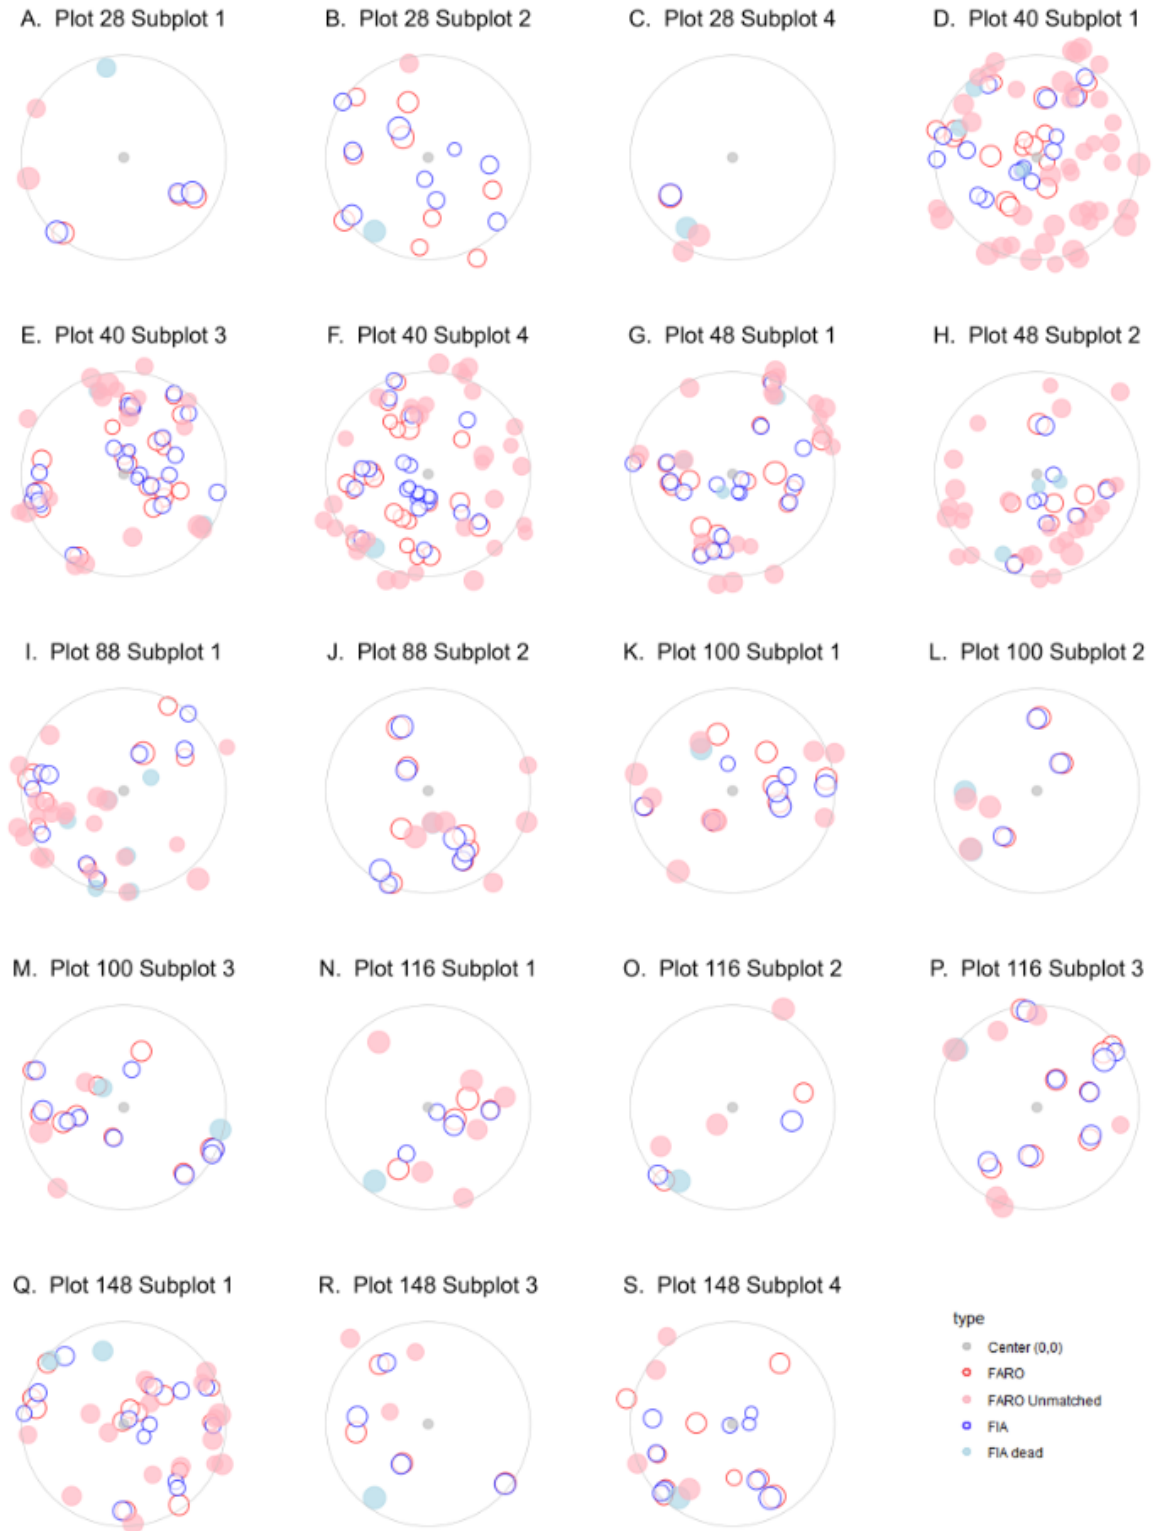 A. Plot 28 Subplot 1
B. Plot 28 Subplot 2
C. Plot 28 Subplot 4
D. Plot 40 Subplot 1
E. Plot 40 Subplot 3
F. Plot 40 Subplot 4
G. Plot 48 Subplot 1
H. Plot 48 Subplot 2
I. Plot 88 Subplot 1
J. Plot 88 Subplot 2
K. Plot 100 Subplot 1
L. Plot 100 Subplot 2
M. Plot 100 Subplot 3
N. Plot 116 Subplot 1
O. Plot 116 Subplot 2
P. Plot 116 Subplot 3
Q. Plot 148 Subplot 1
R. Plot 148 Subplot 3
S. Plot 148 Subplot 4
type
Center (0,0)
FARO
FARO Unmatched
FIA
FIA dead